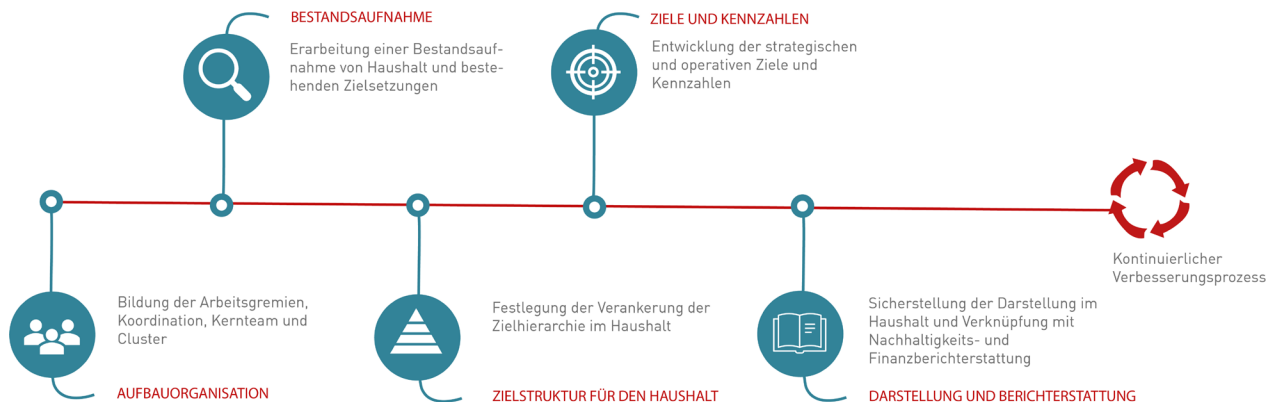 BESTANDSAUFNAHME
Erarbeitung einer Bestandsauf-
nahme von Haushalt und beste-
henden Zielsetzungen
ZIELE UND KENNZAHLEN
Entwicklung der strategischen
und operativen Ziele und
Kennzahlen
Kontinuierlicher
Verbesserungsprozess
Bildung der Arbeitsgremien,
Koordination, Kernteam und
Cluster
AUFBAUORGANISATION
Festlegung der Verankerung der
Zielhierarchie im Haushalt
ZIELSTRUKTUR FÜR DEN HAUSHALT
Sicherstellung der Darstellung im
Haushalt und Verknüpfung mit
Nachhaltigkeits- und
Finanzberichterstattung
DARSTELLUNG UND BERICHTERSTATTUNG